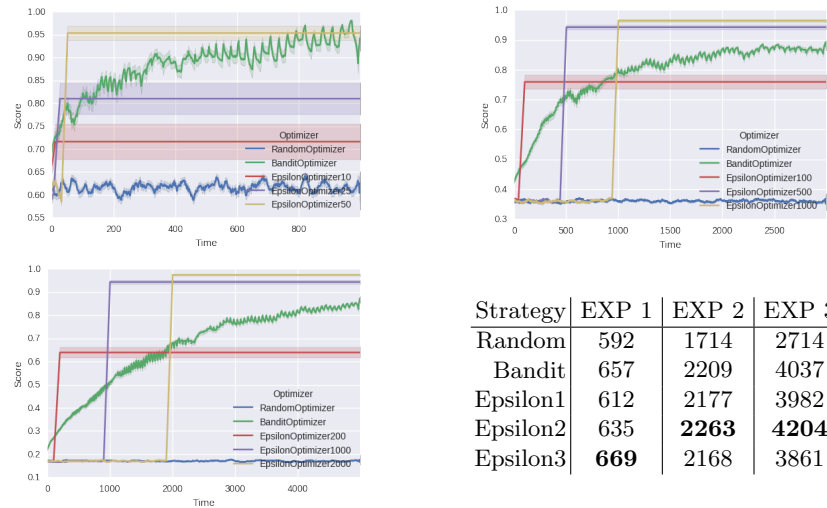 1.00
0.95
0.90
0.85
0.80
0.75
0.70
0.65
0.60
0.55
Score
0 200 400 600 800
Time
Optimizer
RandomOptimizer
BanditOptimizer
EpsilonOptimizer10
EpsilonOptimizer25
EpsilonOptimizer50
1.0
0.9
0.8
0.7
0.6
0.5
0.4
0.3
Score
0 500 1000 1500 2000 2500
Time
Optimizer
RandomOptimizer
BanditOptimizer
EpsilonOptimizer100
EpsilonOptimizer500
EpsilonOptimizer1000
1.0
0.9
0.8
0.7
0.6
0.5
0.4
0.3
0.2
0.1
Score
0 1000 2000 3000 4000
Time
Optimizer
RandomOptimizer
BanditOptimizer
EpsilonOptimizer200
EpsilonOptimizer1000
EpsilonOptimizer2000
Strategy EXP 1 EXP 2 EXP 3
Random 592 1714 2714
Bandit 657 2209 4037
Epsilon1 612 2177 3982
Epsilon2 635 2263 4204
Epsilon3 669 2168 3861